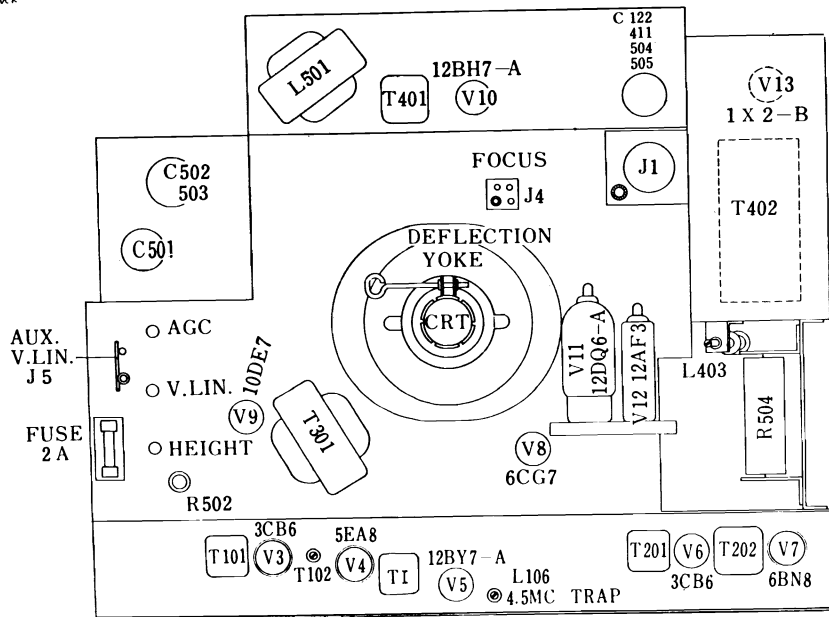 C 122
411
504
505
L501
12BH7-A
T401
V10
V13
1X2-B
C502
503
FOCUS
J4
J1
T402
C501
DEFLECTION
YOKE
CRT
AGC
AUX.
V.LIN.
J5
V.LIN.
10DE7
V9
V11
12DQ6-A
V12 12AF3
L403
R504
FUSE
2A
HEIGHT
T301
V8
6CG7
R502
T101
3CB6
V3
T102
5EA8
V4
T1
12BY7-A
V5
L106
4.5MC TRAP
T201
V6
3CB6
T202
V7
6BN8